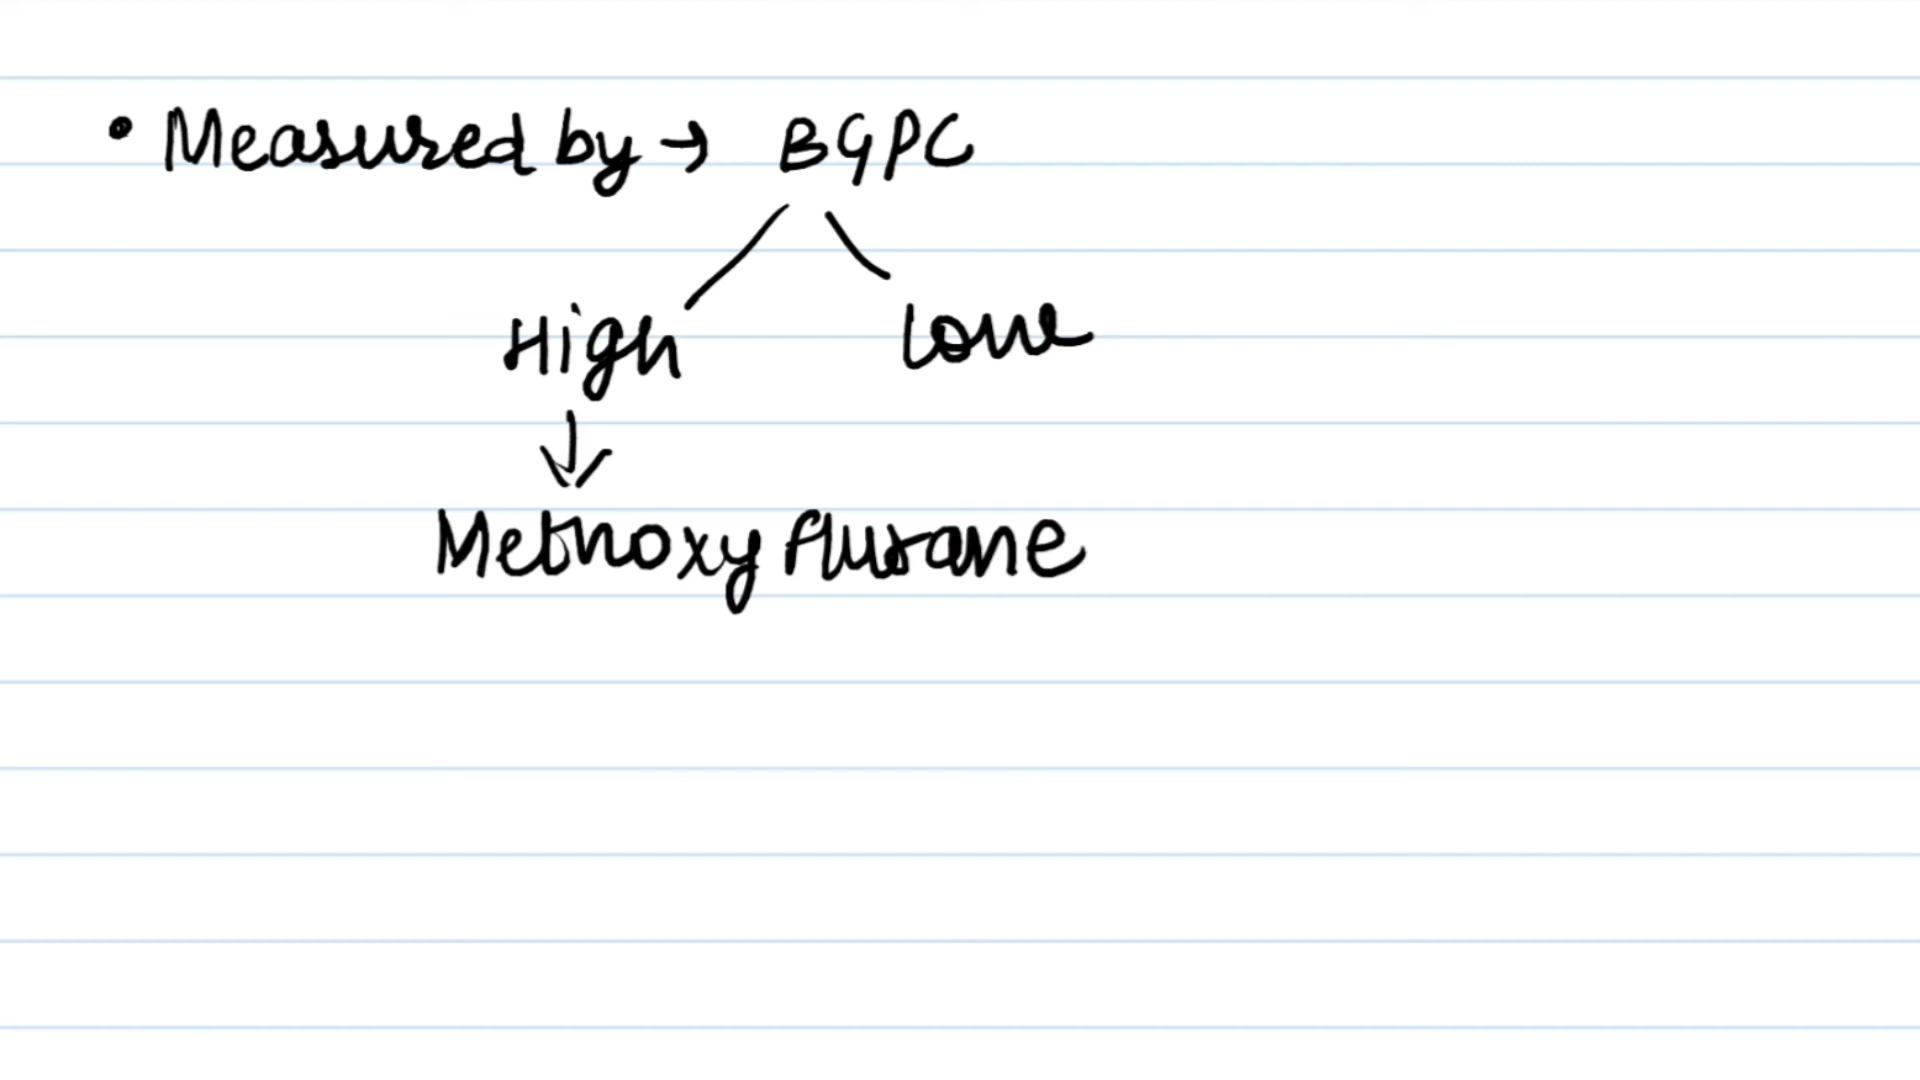 • Measured by → BGPC
High Low
↓
Methoxy flurane